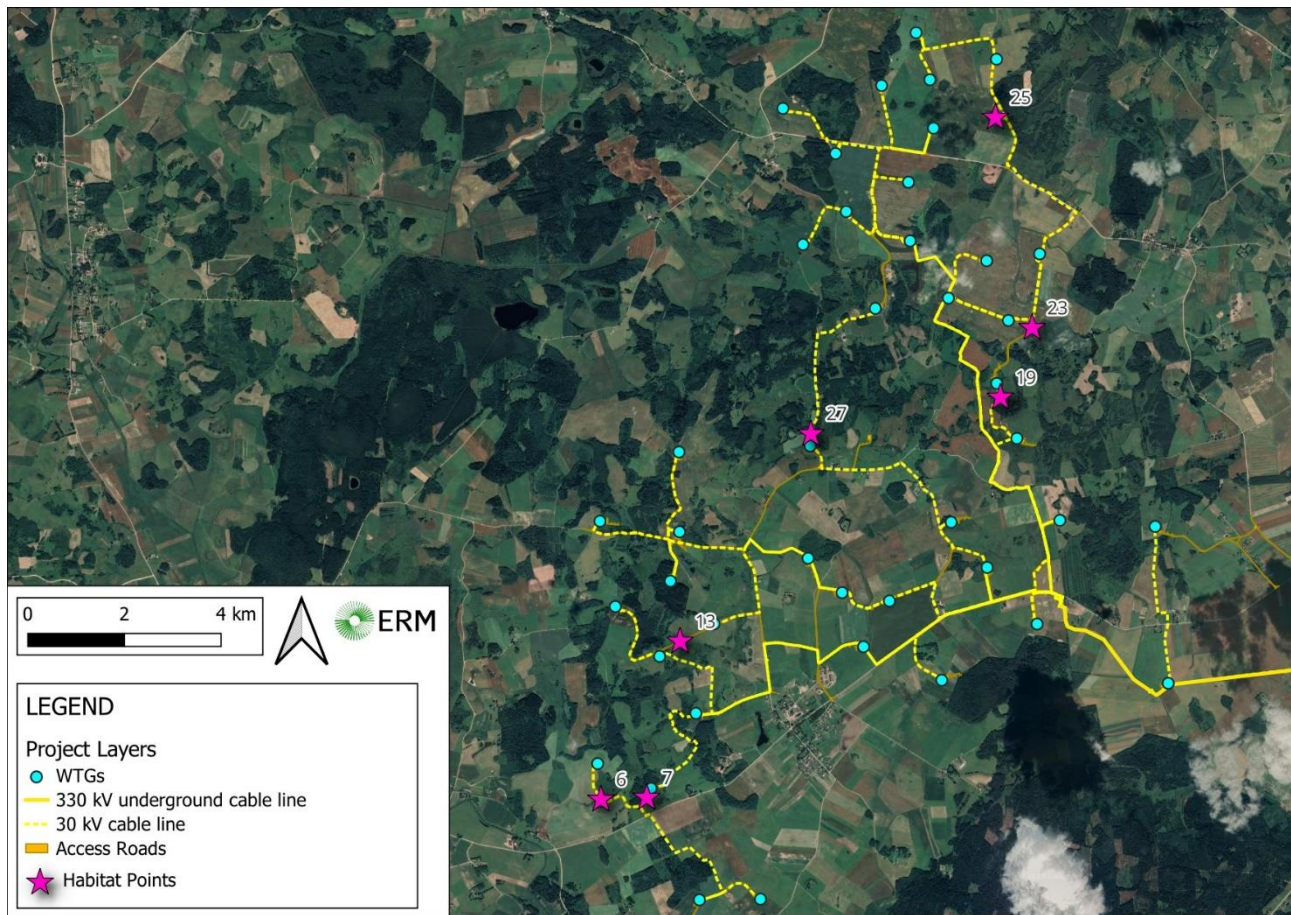 25
23
19
27
13
6
7
0 2 4 km
ERM
LEGEND
Project Layers
WTGs
330 kV underground cable line
30 kV cable line
Access Roads
Habitat Points